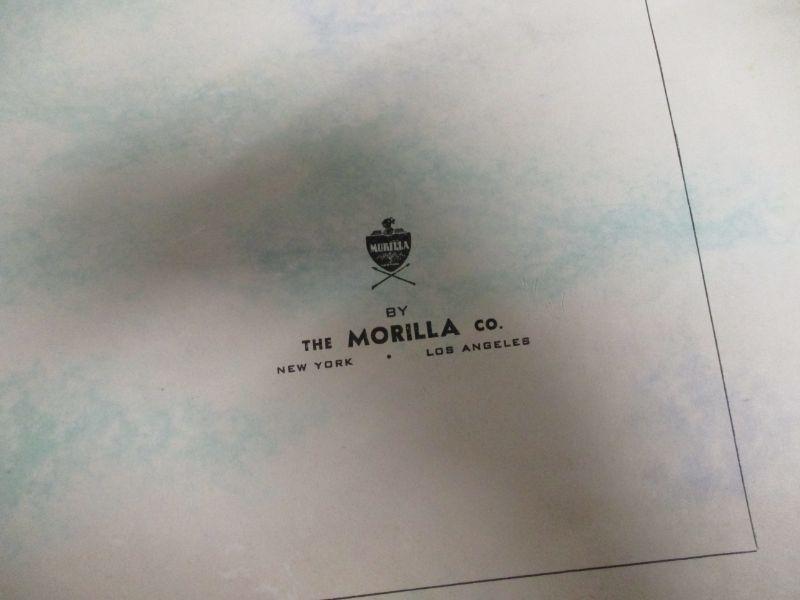 MORILLA
BY
THE MORILLA CO.
NEW YORK • LOS ANGELES